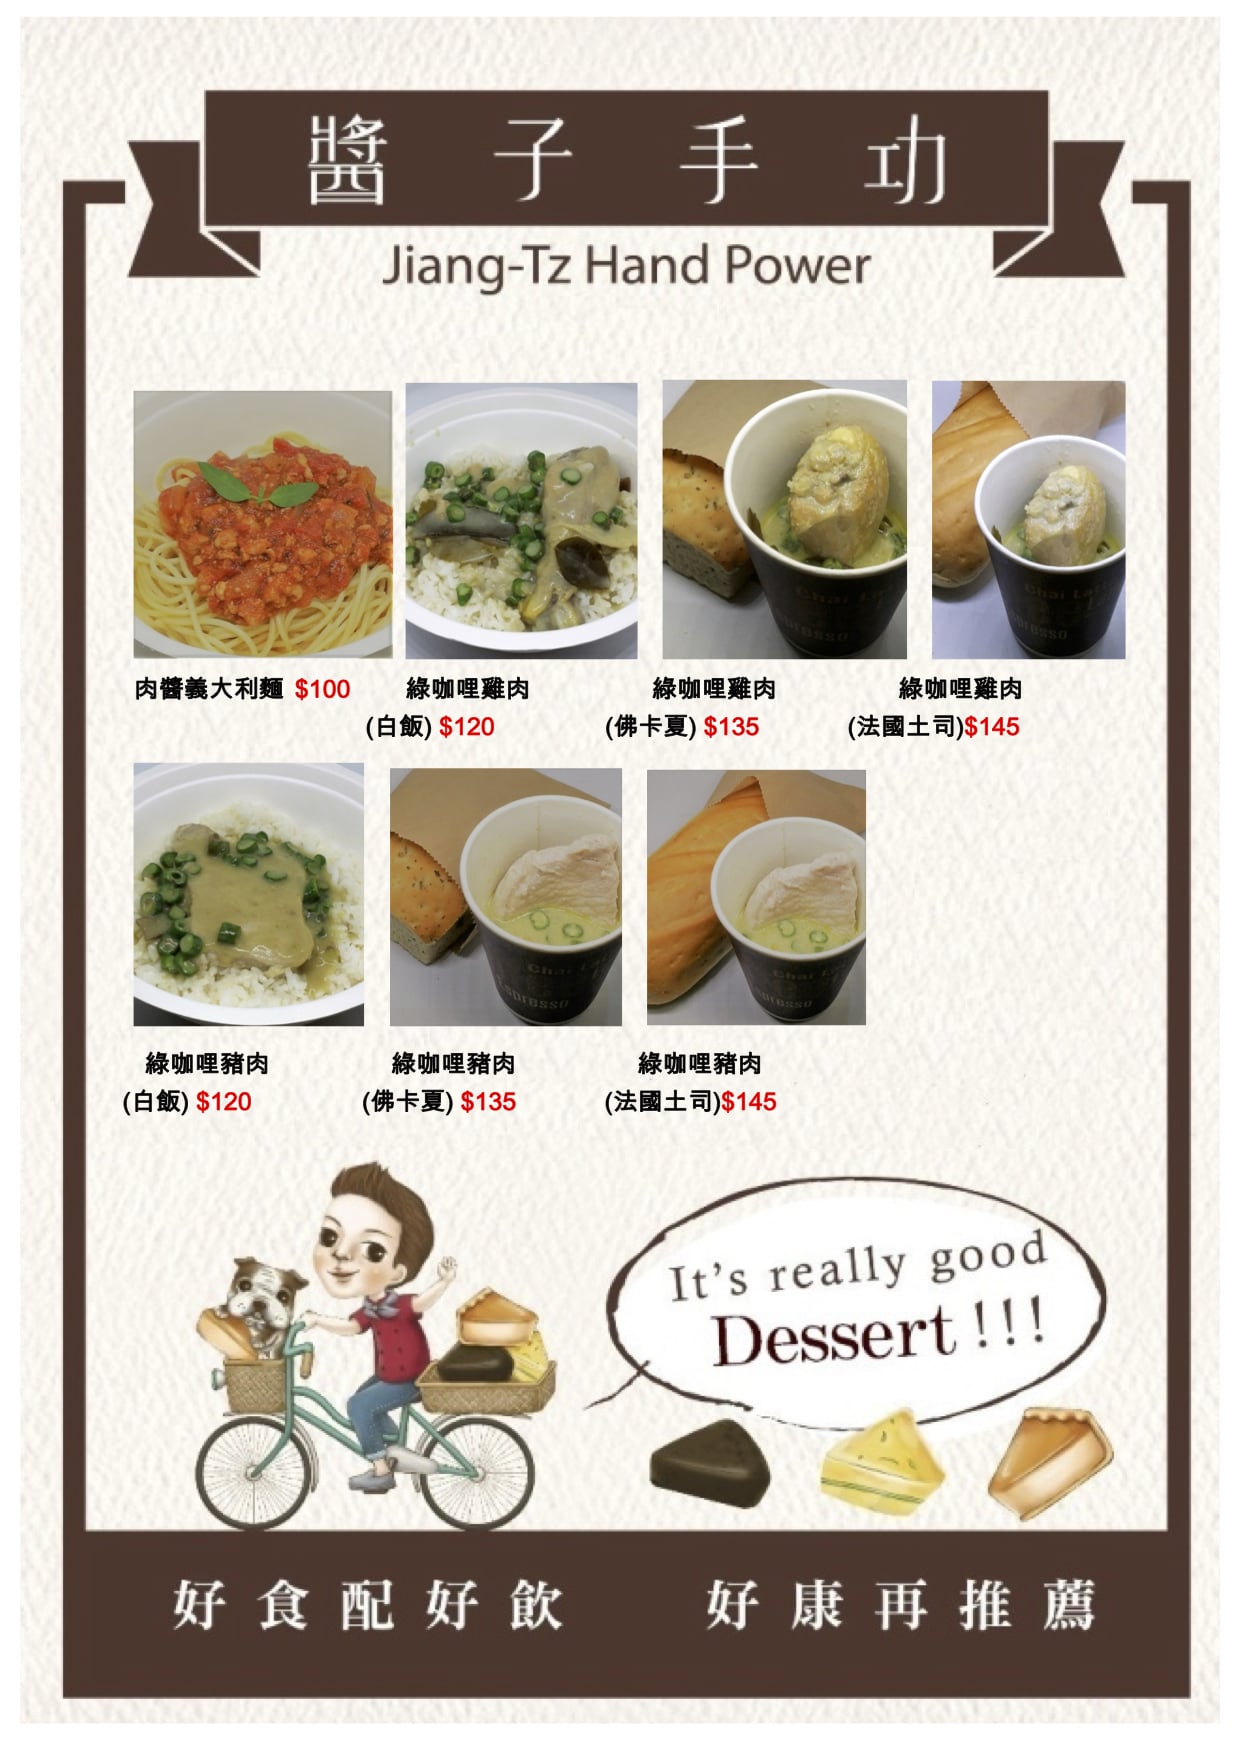 醬子手功
Jiang-Tz Hand Power
肉醬義大利麵 $100
綠咖哩雞肉
(白飯) $120
綠咖哩雞肉
(佛卡夏) $135
綠咖哩雞肉
(法國土司)$145
綠咖哩豬肉
(白飯) $120
綠咖哩豬肉
(佛卡夏) $135
綠咖哩豬肉
(法國土司)$145
It's really good
Dessert!!!
好食配好飲 好康再推薦